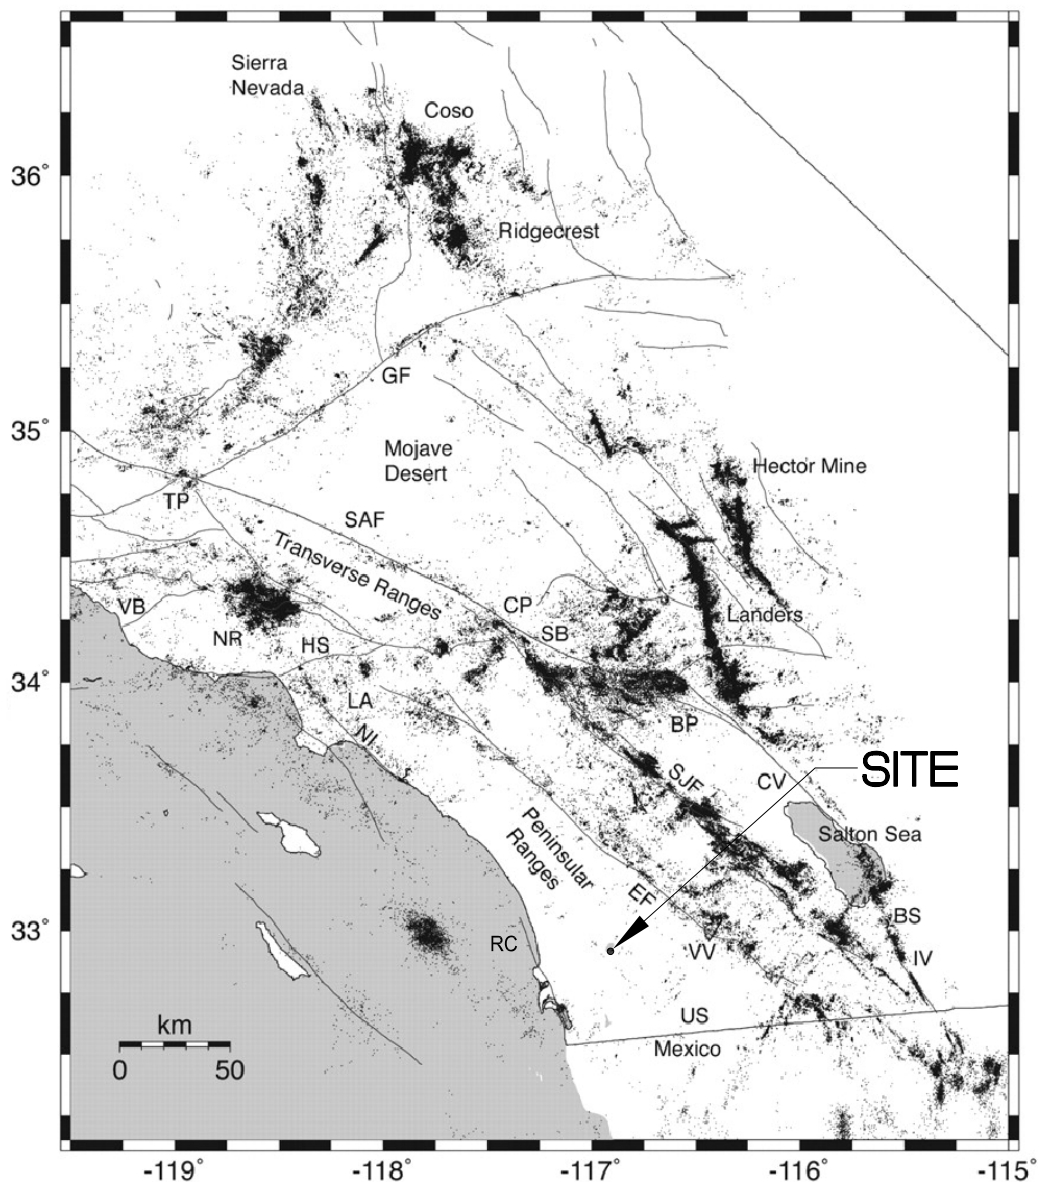 Sierra
Nevada
Coso
36°
Ridgecrest
GF
35°
Mojave
Desert
Hector Mine
TP
SAF
Transverse Ranges
CP
VB
SB
Landers
NR
HS
34°
LA
BP
NI
SITE
SJF
CV
Salton Sea
Peninsular
Ranges
EF
BS
33°
RC
VV
IV
US
km
Mexico
0 50
-119° -118° -117° -116° -115°